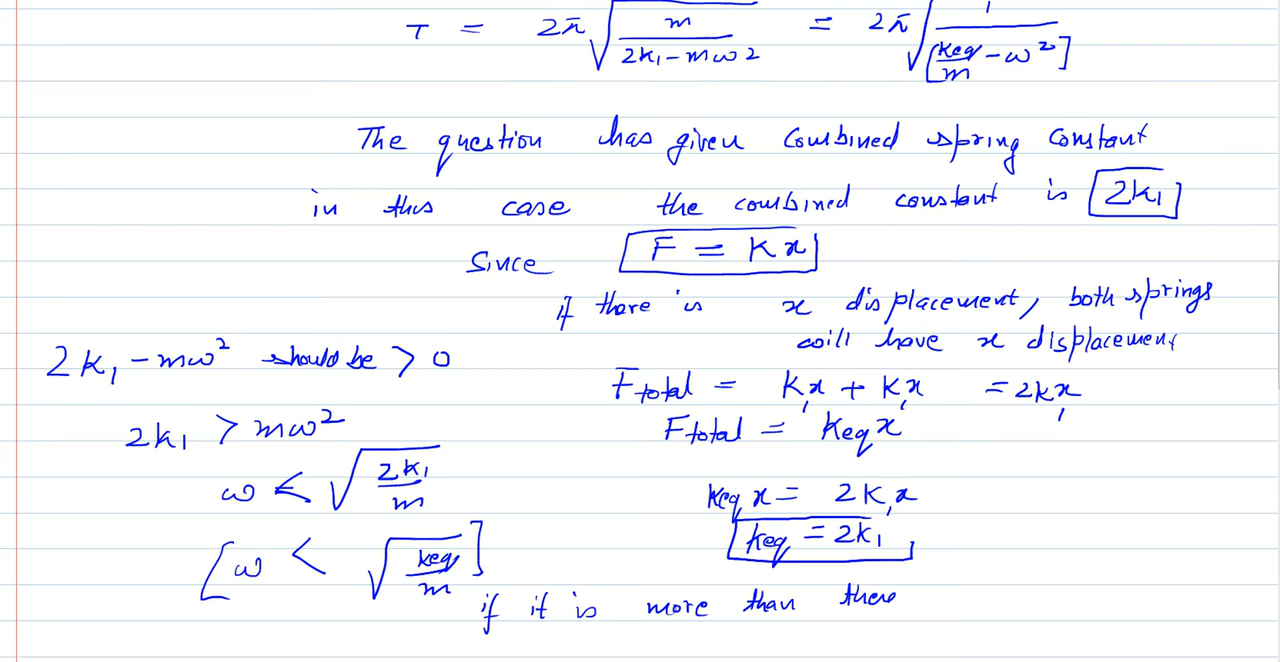 T = 2π√(m / 2k₁-mω2) = 2π√(1 / [keq/m - ω²])
The question has given combined spring constant
in this case the combined constant is 2k₁
Since F = Kx
if there is x displacement, both springs
will have x displacement
2k₁ - mω² should be > 0
F total = K₁x + K₁x = 2k₁x
2k₁ > mω²
F total = Keq x
ω < √(2k₁/m)
keq x = 2K₁x
keq = 2k₁
[ω < √(keq/m)]
if it is more than there